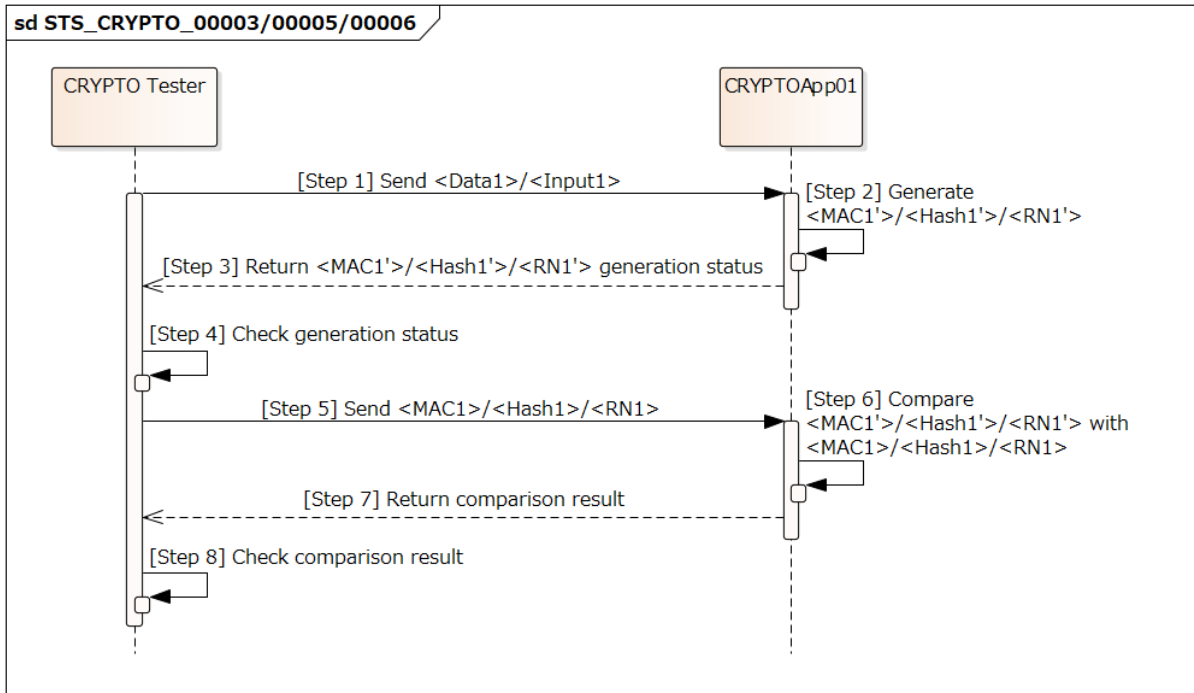 sd STS_CRYPTO_00003/00005/00006
CRYPTO Tester
CRYPTOApp01
[Step 1] Send <Data1>/<Input1>
[Step 2] Generate
<MAC1'>/<Hash1'>/<RN1'>
[Step 3] Return <MAC1'>/<Hash1'>/<RN1'> generation status
[Step 4] Check generation status
[Step 5] Send <MAC1>/<Hash1>/<RN1>
[Step 6] Compare
<MAC1'>/<Hash1'>/<RN1'> with
<MAC1>/<Hash1>/<RN1>
[Step 7] Return comparison result
[Step 8] Check comparison result